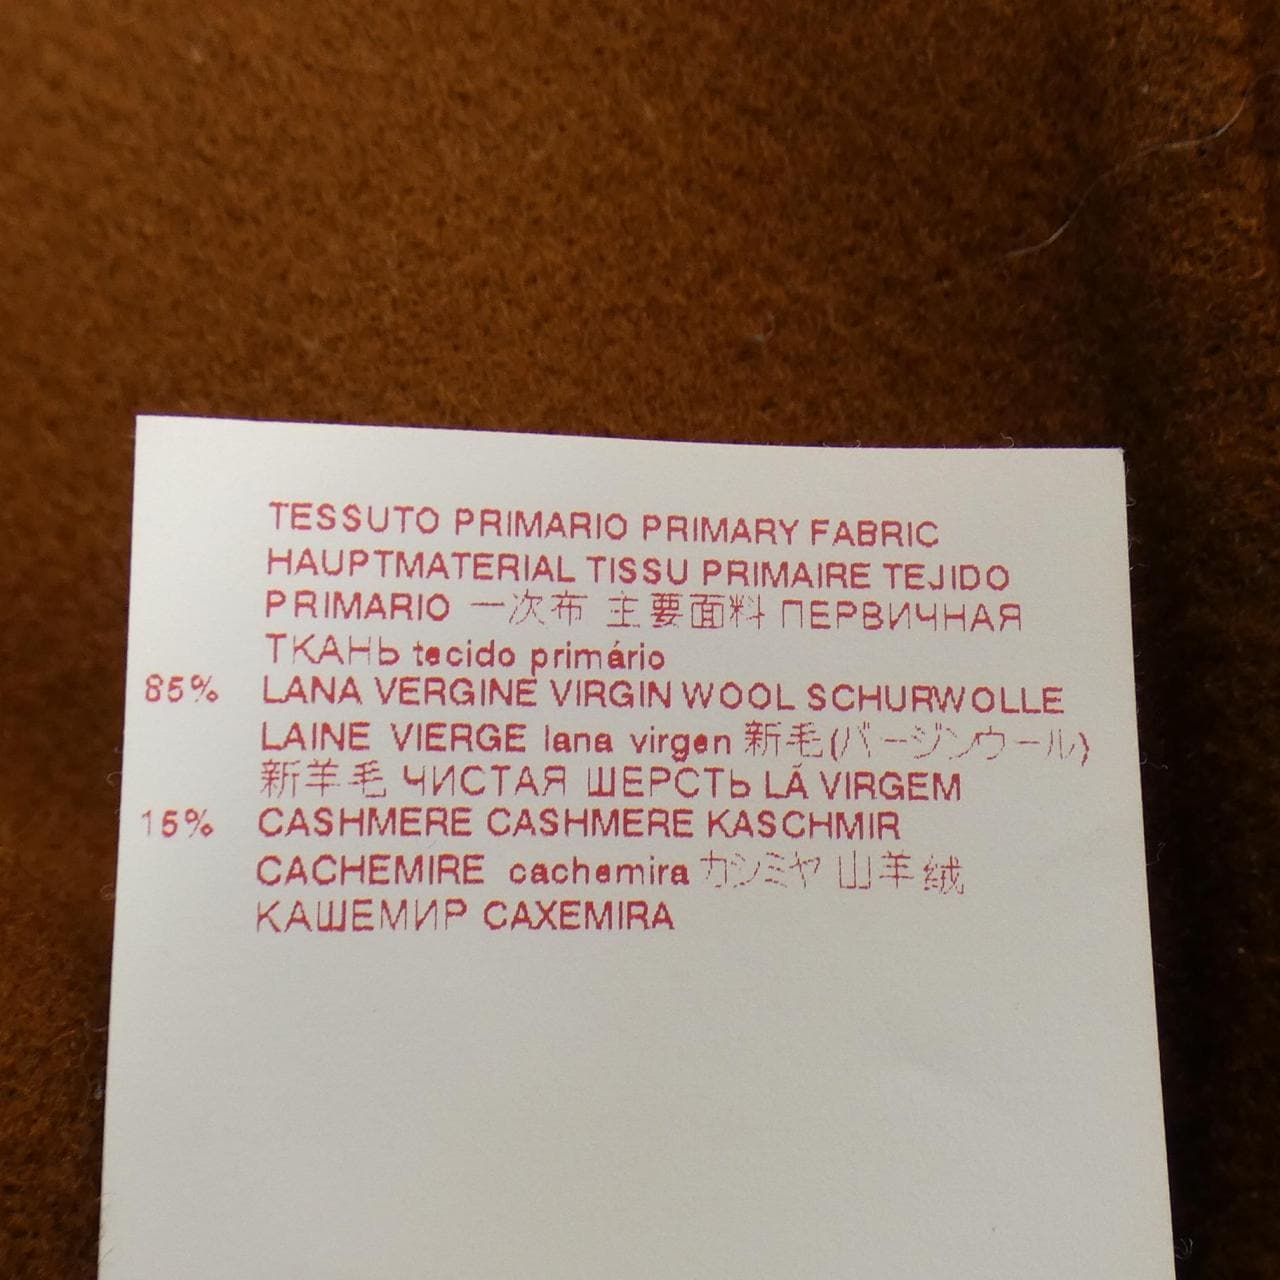 TESSUTO PRIMARIO PRIMARY FABRIC
HAUPTMATERIAL TISSU PRIMAIRE TEJIDO
PRIMARIO 一次布 主要面料 ПЕРВИЧНАЯ
ТКАНЬ tecido primário
85% LANA VERGINE VIRGIN WOOL SCHURWOLLE
LAINE VIERGE lana virgen 新毛(バージンウール)
新羊毛 ЧИСТАЯ ШЕРСТЬ LÁ VIRGEM
15% CASHMERE CASHMERE KASCHMIR
CACHEMIRE cachemira カシミヤ 山羊绒
КАШЕМИР CAXEMIRA